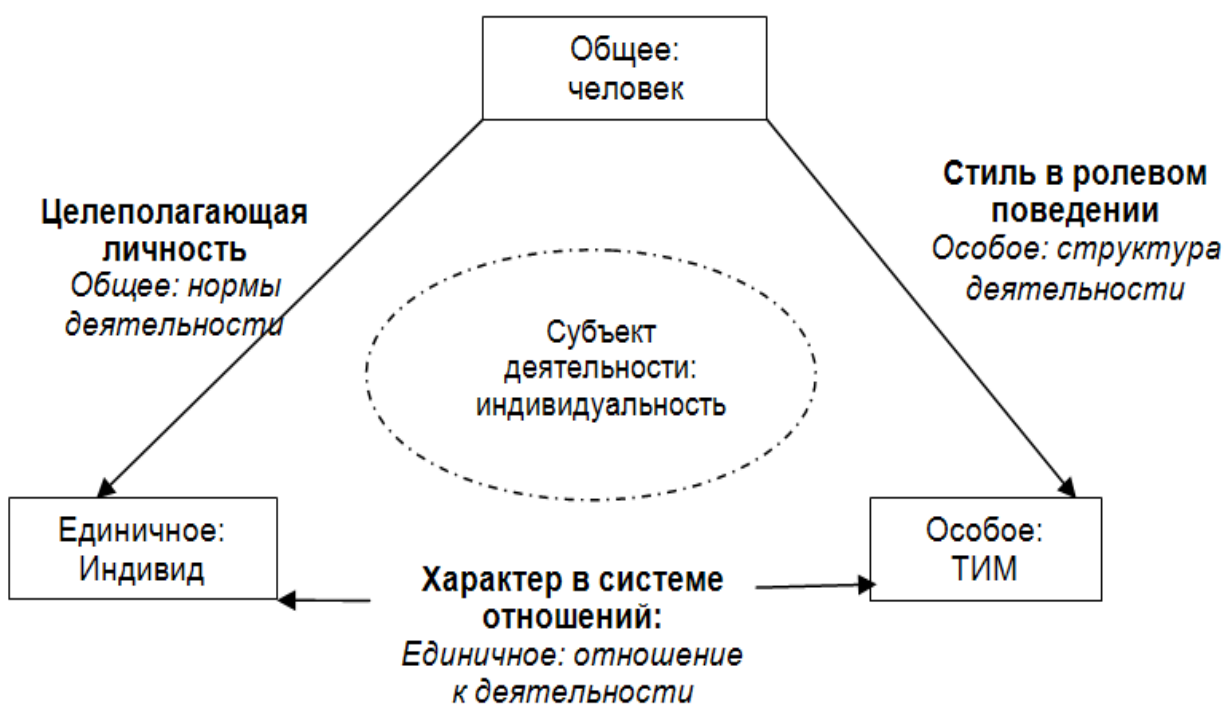 Общее:
человек
Стиль в ролевом
поведении
Особое: структура
деятельности
Целеполагающая
личность
Общее: нормы
деятельности
Субъект
деятельности:
индивидуальность
Единичное:
Индивид
Особое:
ТИМ
Характер в системе
отношений:
Единичное: отношение
к деятельности